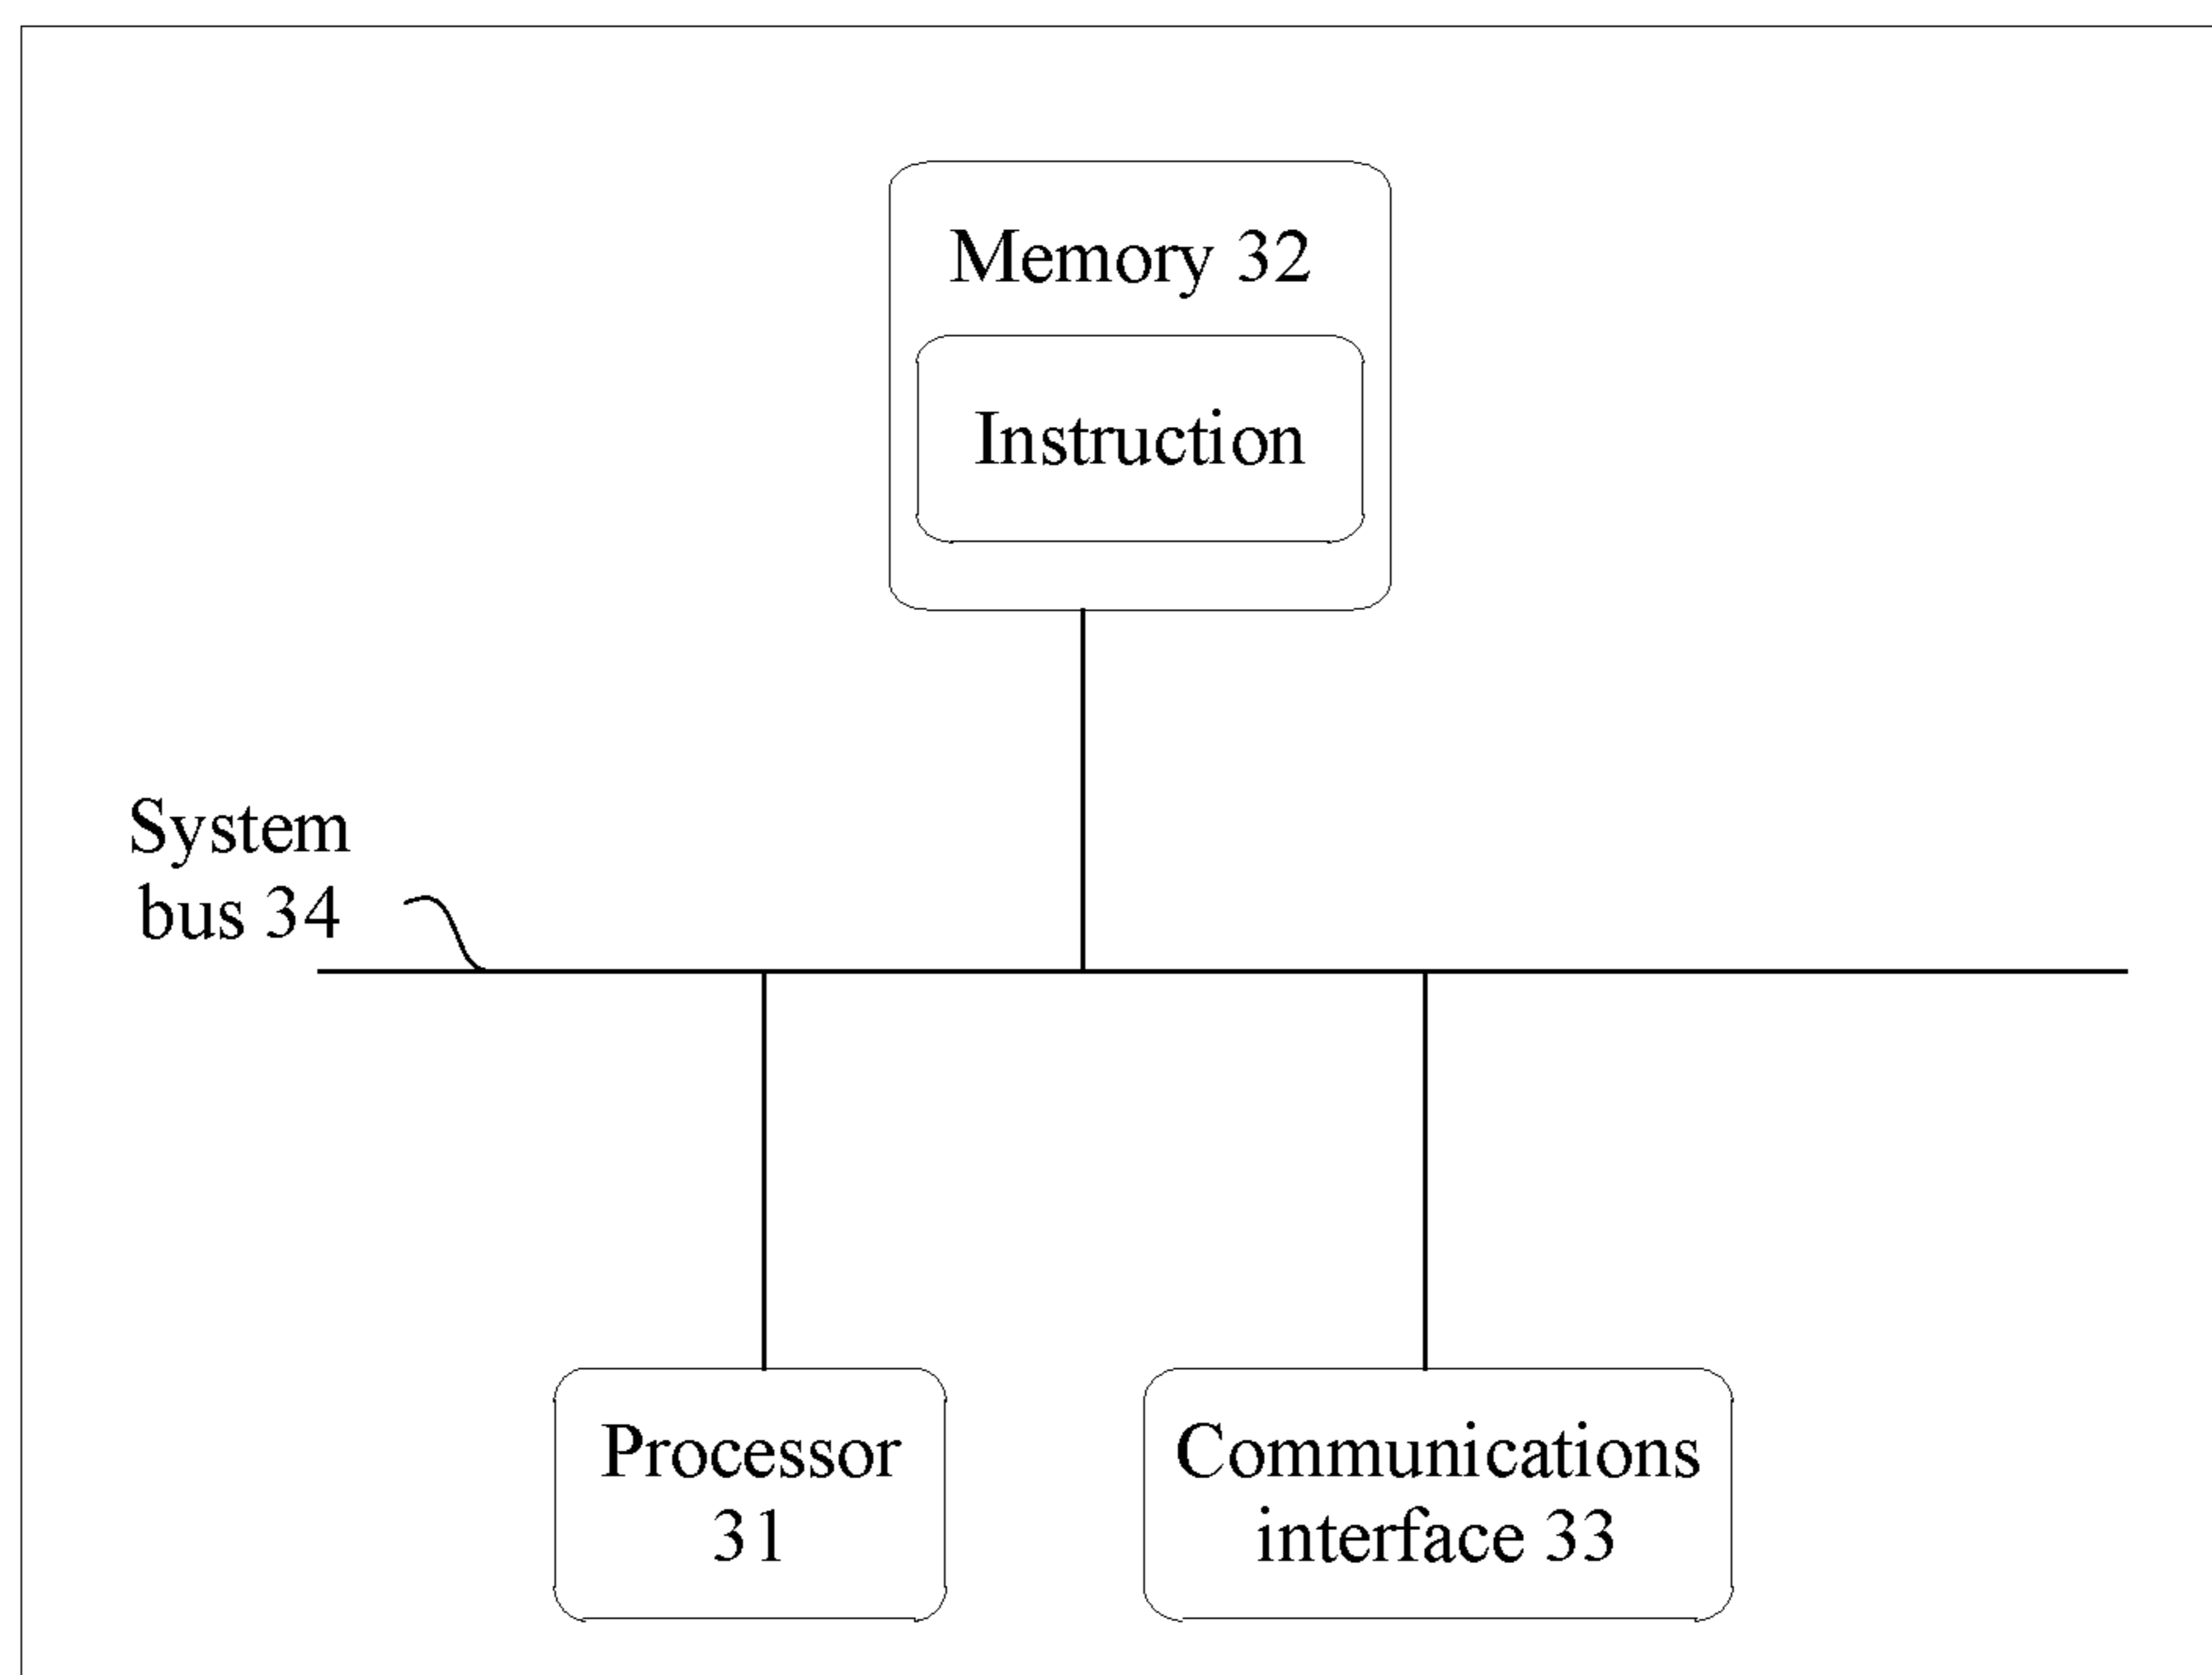 Memory 32
Instruction
System
bus 34
Processor
31
Communications
interface 33